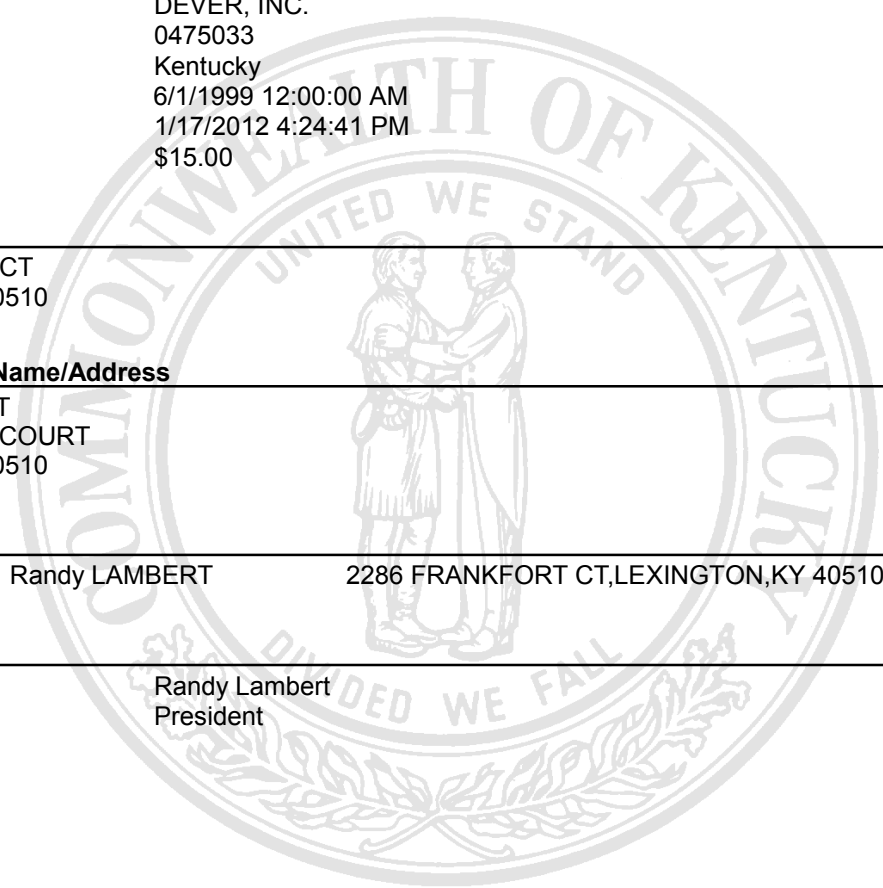 DEVER, INC.
0475033
Kentucky
6/1/1999 12:00:00 AM
1/17/2012 4:24:41 PM
$15.00
COMMONWEALTH OF KENTUCKY
UNITED WE STAND
CT
0510
Name/Address
T
COURT
0510
Randy LAMBERT 2286 FRANKFORT CT,LEXINGTON,KY 40510
DIVIDED WE FALL
Randy Lambert
President